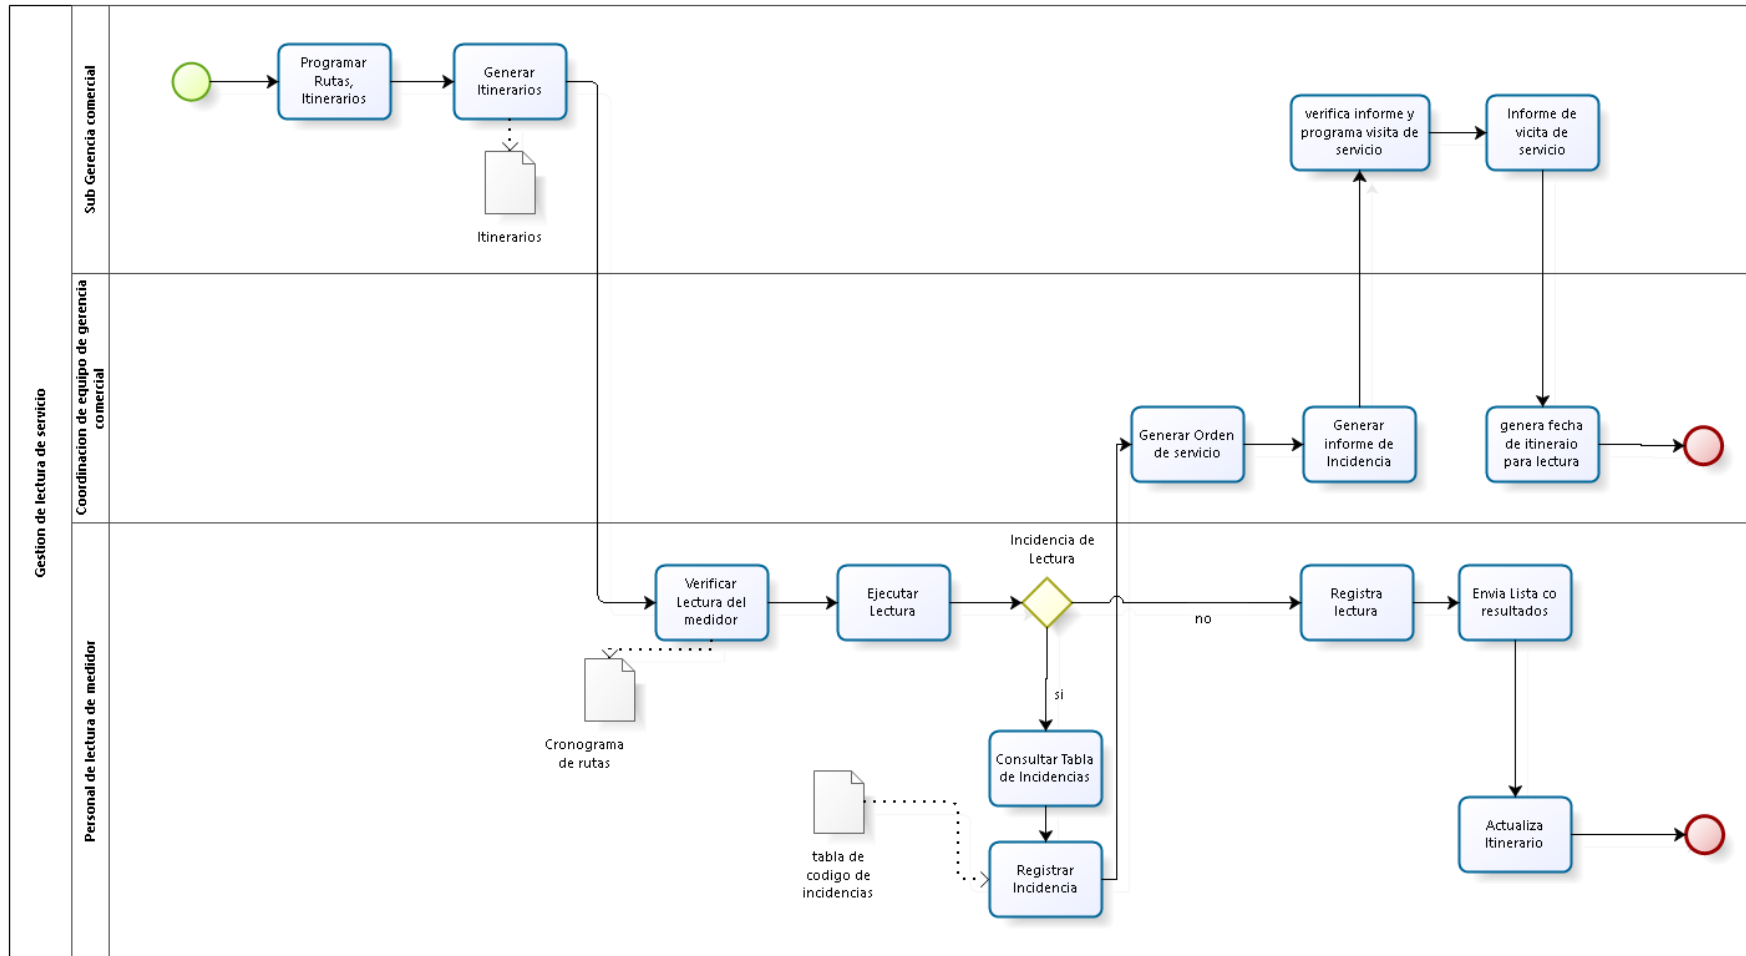 Gestion de lectura de servicio
Sub Gerencia comercial
Programar
Rutas,
Itinerarios
Generar
Itinerarios
Itinerarios
verifica informe y
programa visita de
servicio
Informe de
vicita de
servicio
Coordinacion de equipo de gerencia
comercial
Generar Orden
de servicio
Generar
informe de
Incidencia
genera fecha
de itineraio
para lectura
Personal de lectura de medidor
Verificar
Lectura del
medidor
Cronograma
de rutas
Ejecutar
Lectura
Incidencia de
Lectura
no
si
Registra
lectura
Envia Lista co
resultados
Consultar Tabla
de Incidencias
tabla de
codigo de
incidencias
Registrar
Incidencia
Actualiza
Itinerario